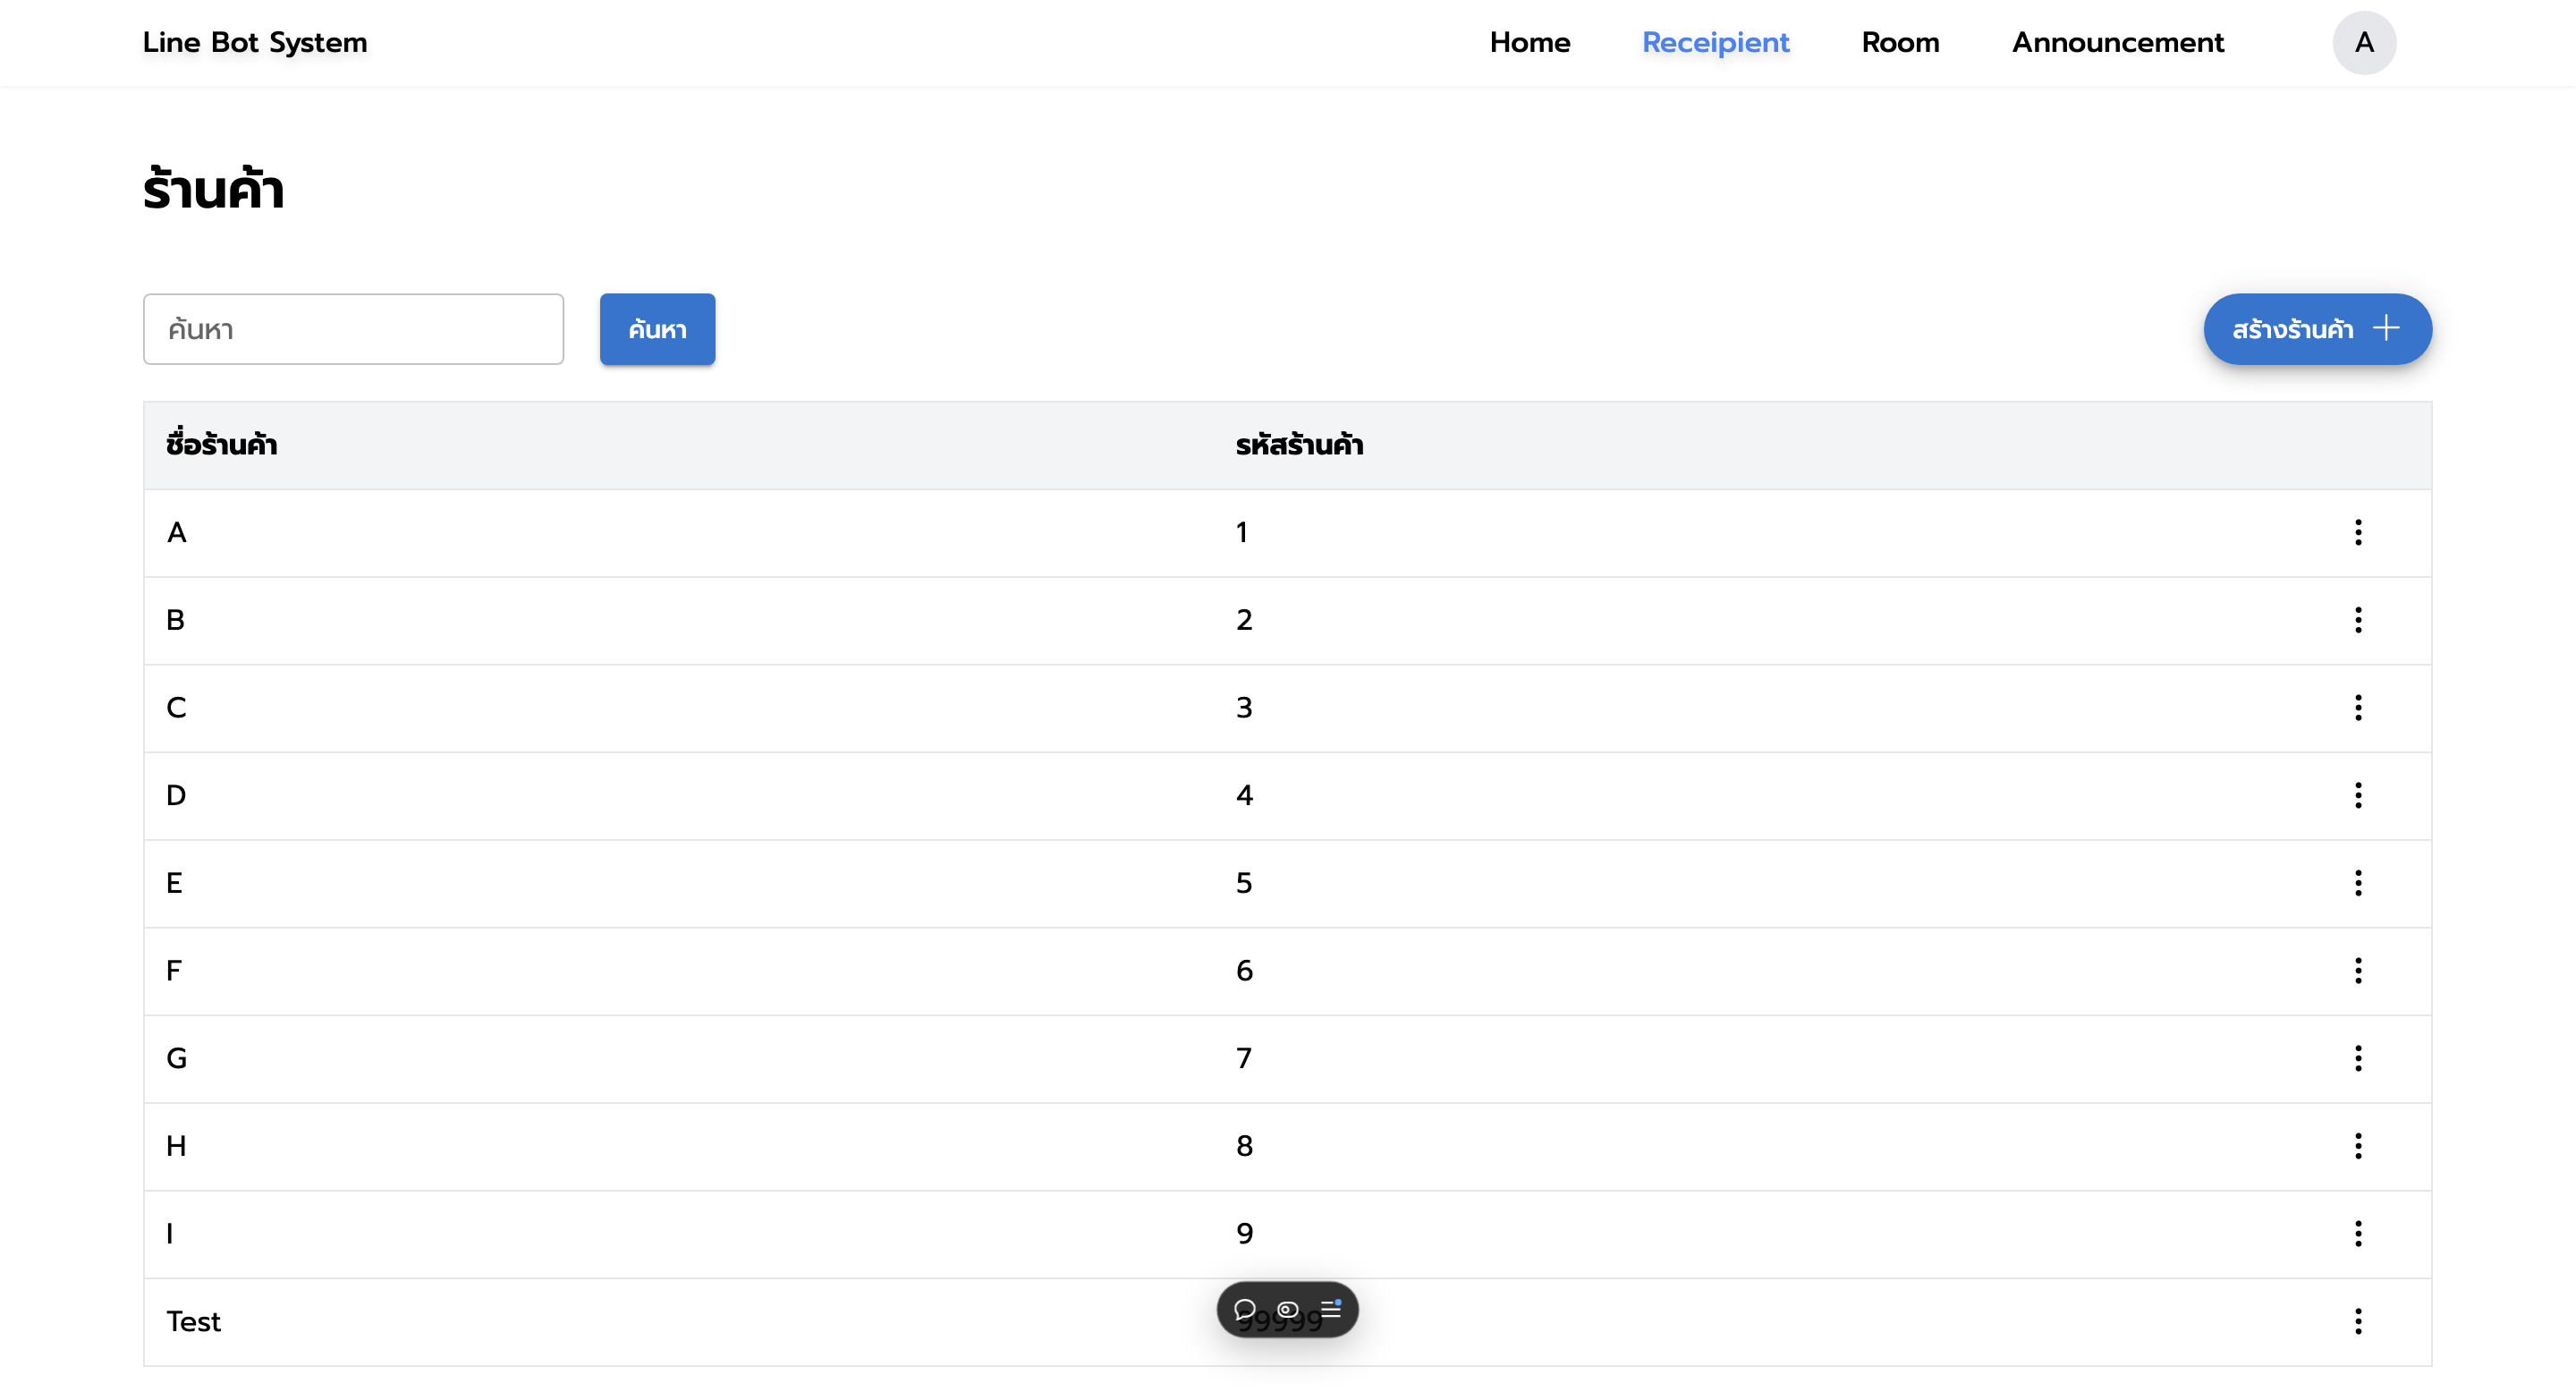 Line Bot System
Home
Receipient
Room
Announcement
A
ร้านค้า
ค้นหา
ค้นหา
สร้างร้านค้า
ชื่อร้านค้า รหัสร้านค้า
A 1
B 2
C 3
D 4
E 5
F 6
G 7
H 8
I 9
Test 99999